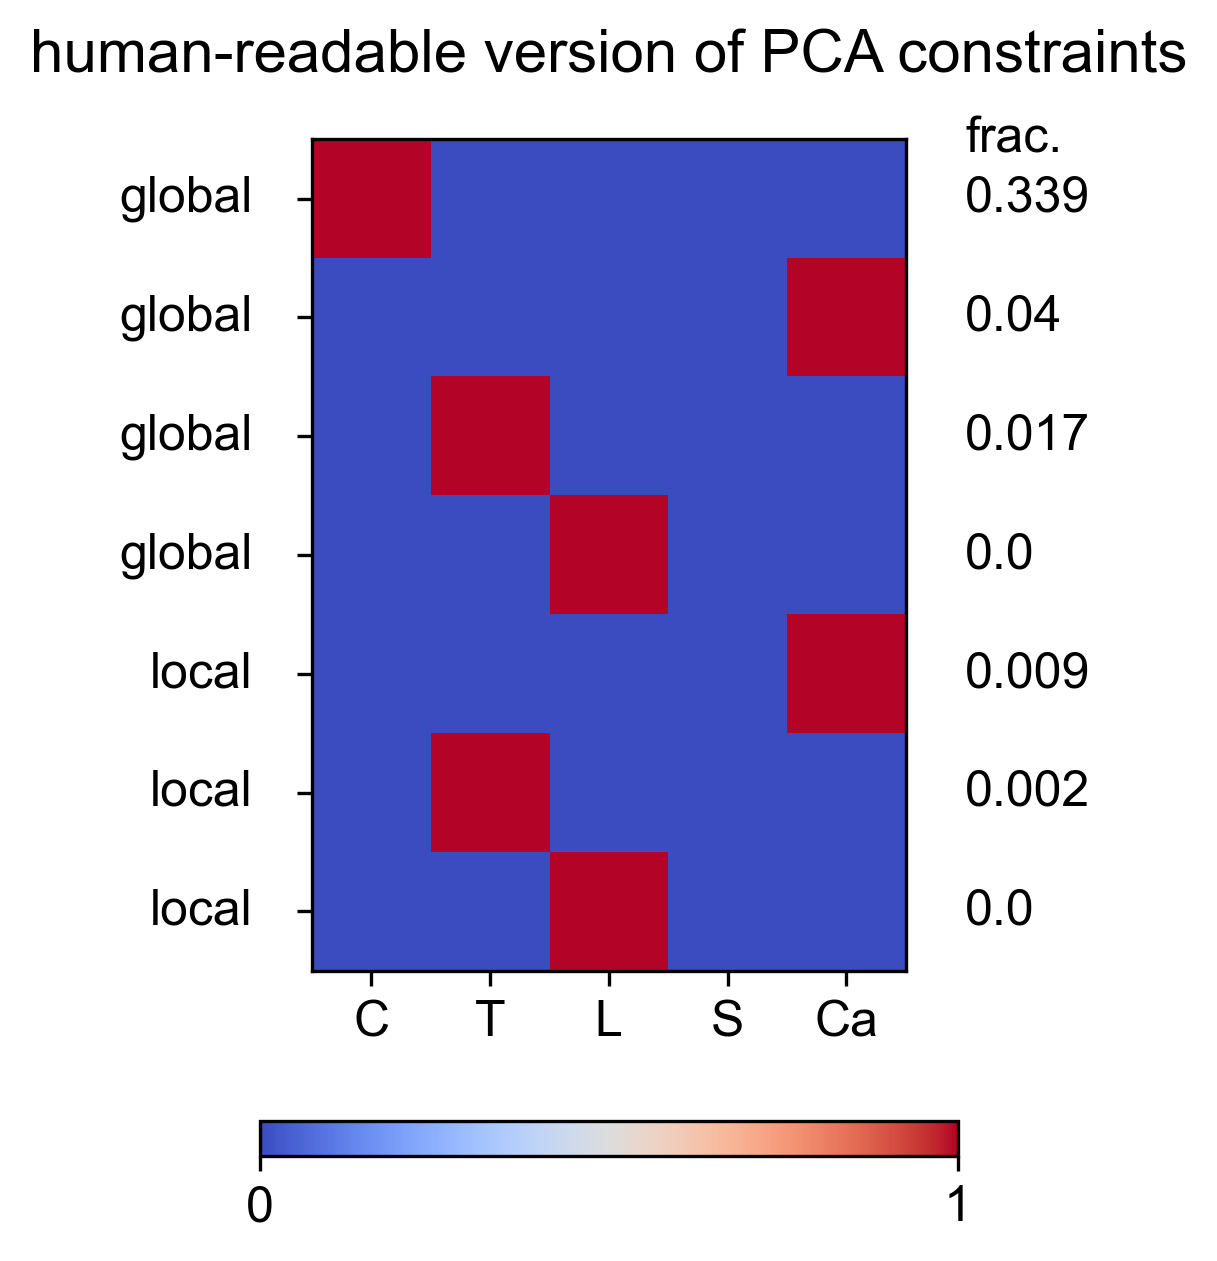 human-readable version of PCA constraints
frac.
global 0.339
global 0.04
global 0.017
global 0.0
local 0.009
local 0.002
local 0.0
C T L S Ca
0 1